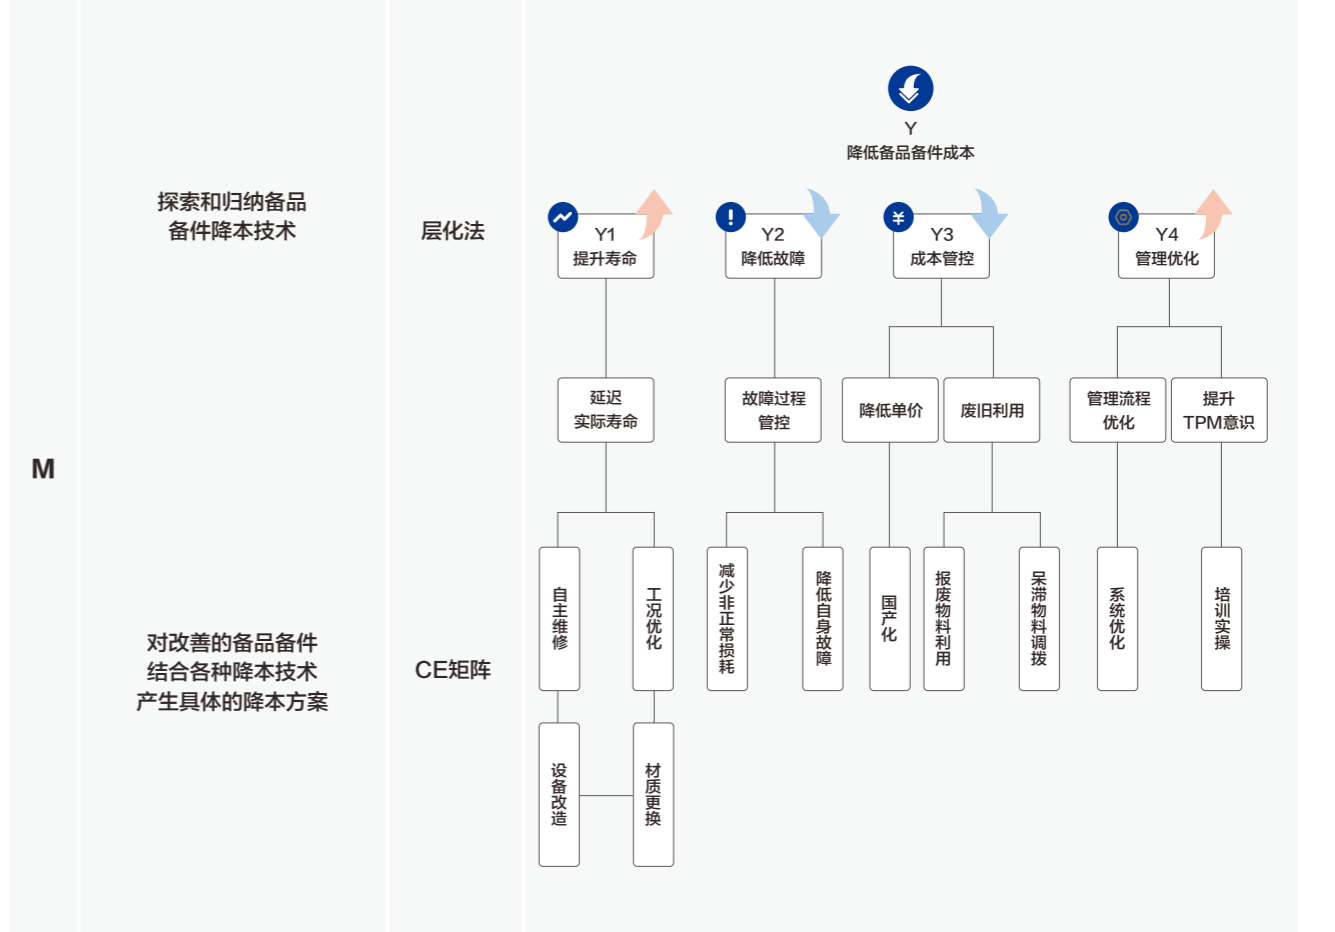 M
探索和归纳备品
备件降本技术
层化法
对改善的备品备件
结合各种降本技术
产生具体的降本方案
CE矩阵
Y
降低备品备件成本
Y1
提升寿命
Y2
降低故障
¥
Y3
成本管控
Y4
管理优化
延迟
实际寿命
故障过程
管控
降低单价
废旧利用
管理流程
优化
提升
TPM意识
自主维修
工况优化
减少非正常损耗
降低自身故障
国产化
报废物料利用
呆滞物料调拨
系统优化
培训实操
设备改造
材质更换